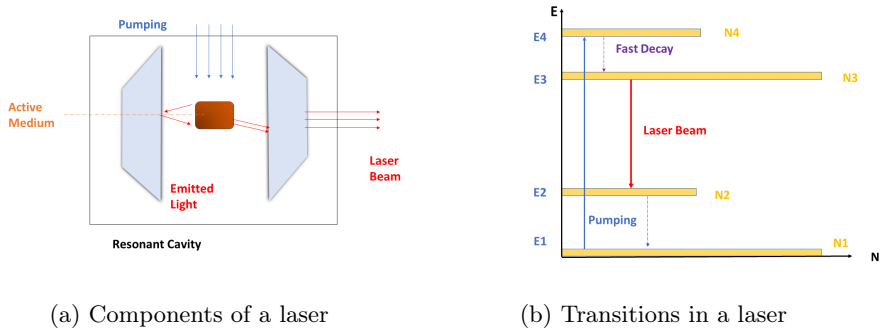 Pumping
Active
Medium
Emitted
Light
Laser
Beam
Resonant Cavity
(a) Components of a laser
E
E4
N4
Fast Decay
E3
N3
Laser Beam
E2
N2
Pumping
E1
N1
N
(b) Transitions in a laser